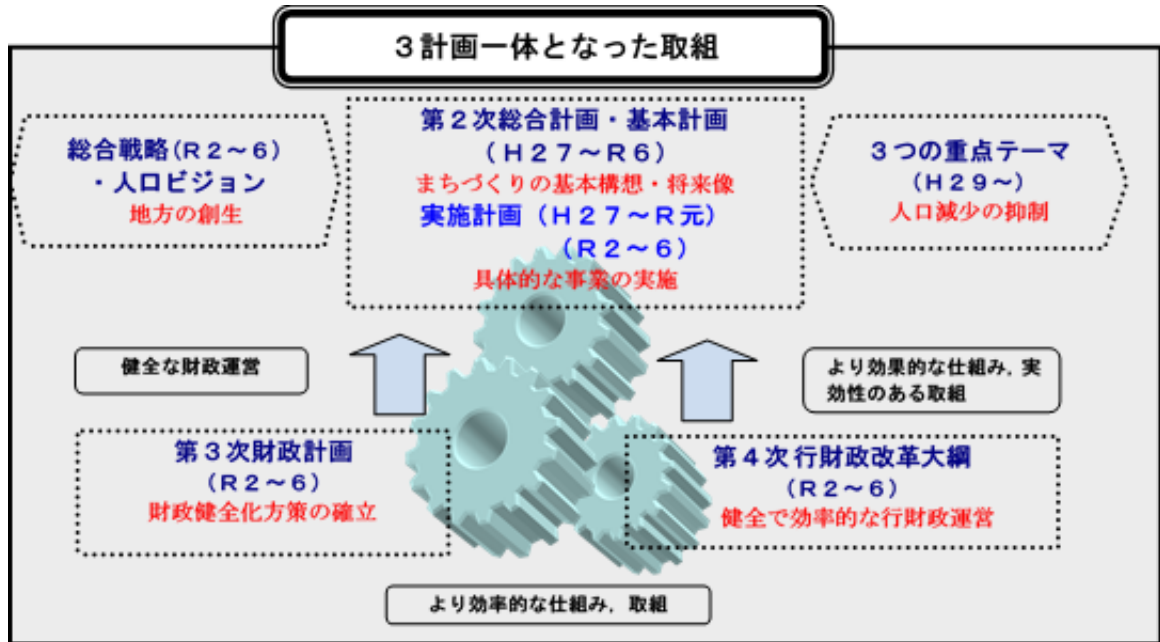 ３計画一体となった取組
総合戦略(Ｒ２～６)
・人口ビジョン
地方の創生
第２次総合計画・基本計画
(Ｈ２７～Ｒ６)
まちづくりの基本構想・将来像
実施計画（Ｈ２７～Ｒ元)
(Ｒ２～６)
具体的な事業の実施
３つの重点テーマ
(Ｈ２９～)
人口減少の抑制
健全な財政運営
より効果的な仕組み，実
効性のある取組
第３次財政計画
(Ｒ２～６)
財政健全化方策の確立
第４次行財政改革大綱
(Ｒ２～６)
健全で効率的な行財政運営
より効率的な仕組み，取組